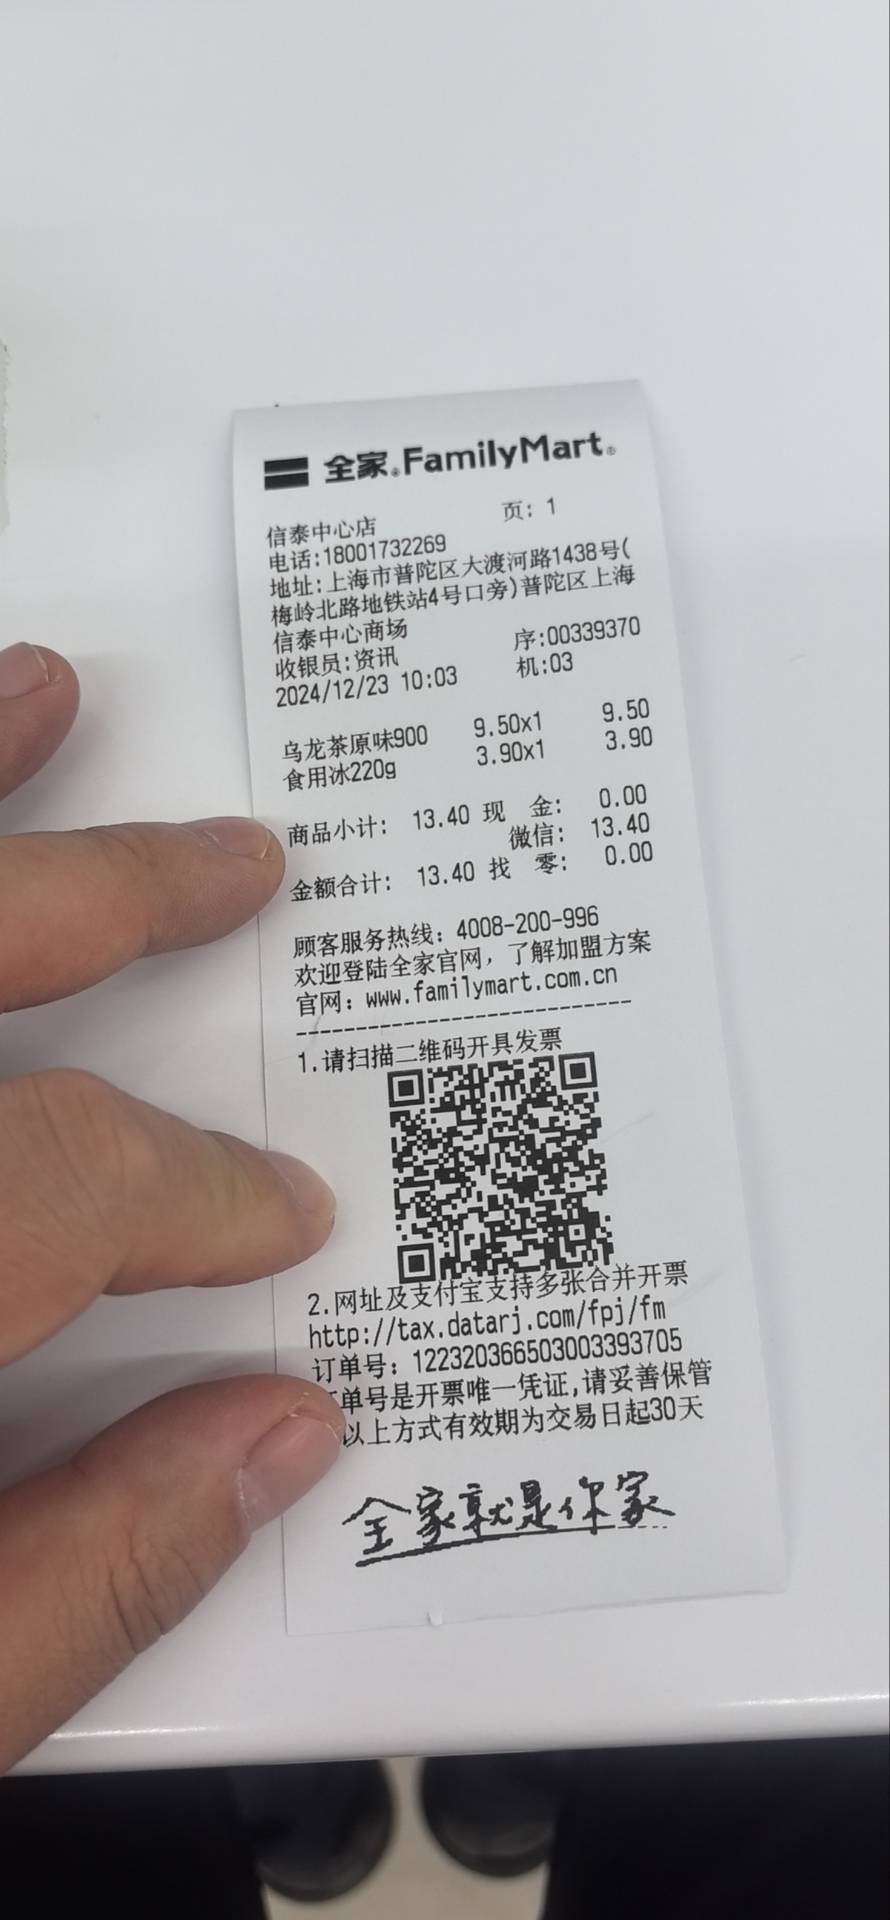 全家®FamilyMart®
信泰中心店 页: 1
电话:18001732269
地址:上海市普陀区大渡河路1438号(
梅岭北路地铁站4号口旁)普陀区上海
信泰中心商场
收银员:资讯 序:00339370
2024/12/23 10:03 机:03
乌龙茶原味900 9.50x1 9.50
食用冰220g 3.90x1 3.90
商品小计: 13.40 现 金: 0.00
微信: 13.40
金额合计: 13.40 找 零: 0.00
顾客服务热线: 4008-200-996
欢迎登陆全家官网，了解加盟方案
官网: www.familymart.com.cn
1.请扫描二维码开具发票
2.网址及支付宝支持多张合并开票
http://tax.datarj.com/fpj/fm
订单号: 122320366503003393705
单号是开票唯一凭证,请妥善保管
以上方式有效期为交易日起30天
全家就是你家